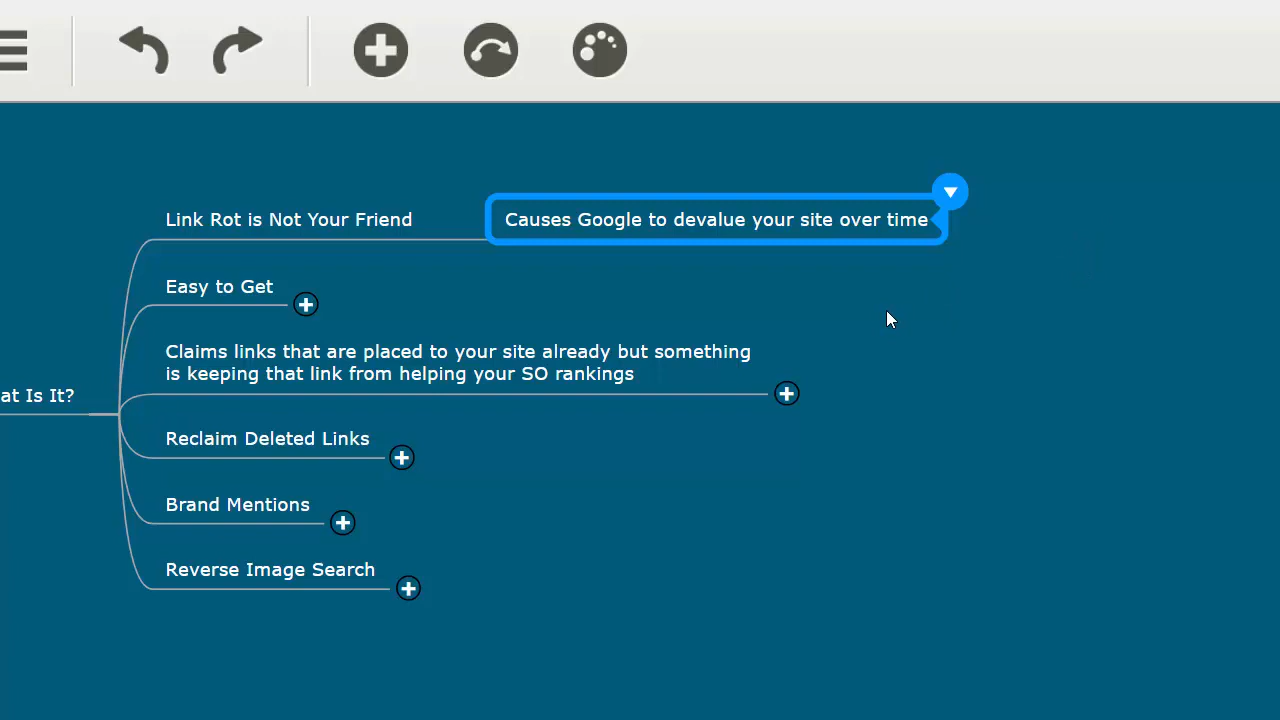 Link Rot is Not Your Friend
Causes Google to devalue your site over time
Easy to Get
Claims links that are placed to your site already but something
is keeping that link from helping your SO rankings
at Is It?
Reclaim Deleted Links
Brand Mentions
Reverse Image Search